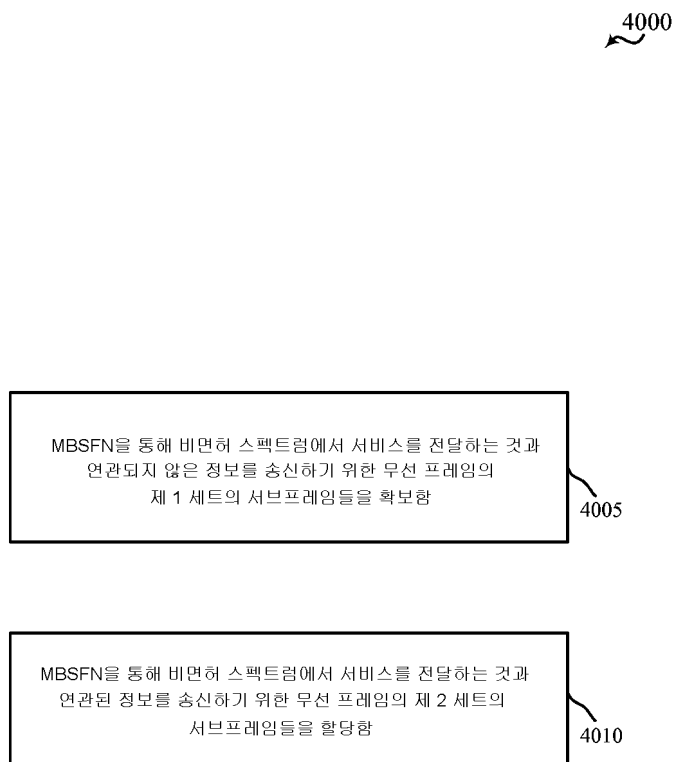 4000
MBSFN을 통해 비면허 스펙트럼에서 서비스를 전달하는 것과
연관되지 않은 정보를 송신하기 위한 무선 프레임의
제 1 세트의 서브프레임들을 확보함
4005
MBSFN을 통해 비면허 스펙트럼에서 서비스를 전달하는 것과
연관된 정보를 송신하기 위한 무선 프레임의 제 2 세트의
서브프레임들을 할당함
4010